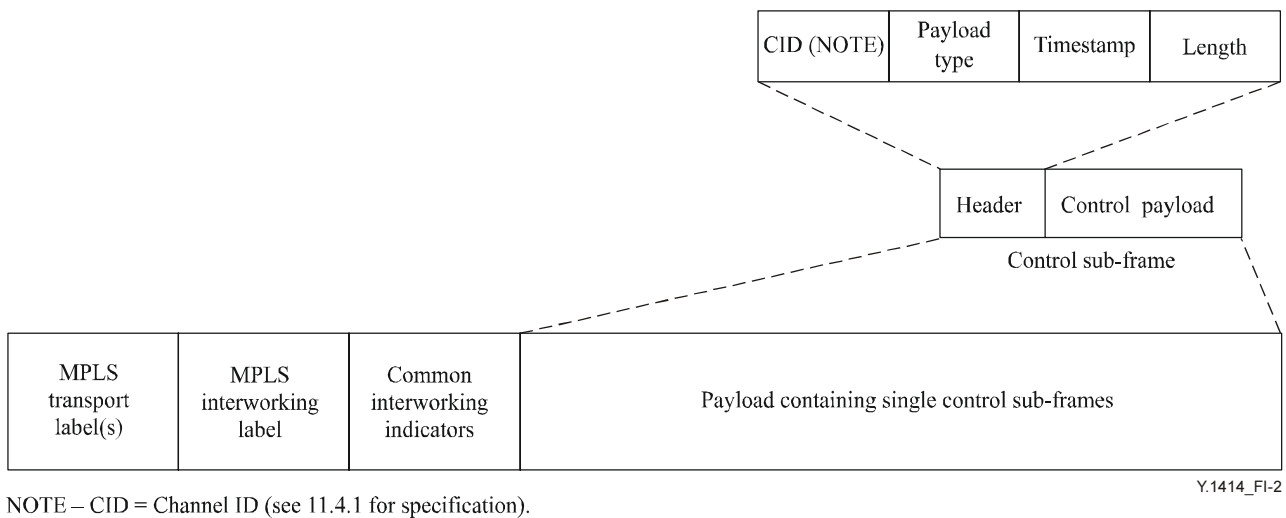 CID (NOTE)
Payload
type
Timestamp
Length
Header
Control payload
Control sub-frame
MPLS
transport
label(s)
MPLS
interworking
label
Common
interworking
indicators
Payload containing single control sub-frames
Y.1414_FI-2
NOTE – CID = Channel ID (see 11.4.1 for specification).